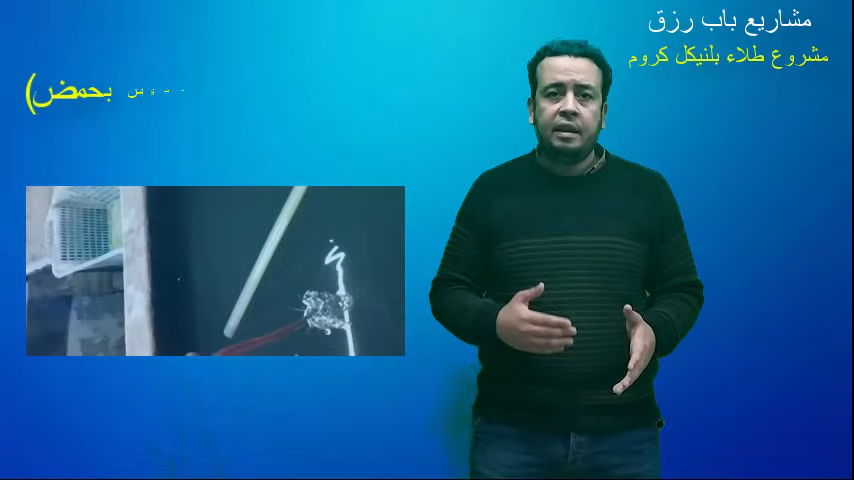 مشاريع باب رزق
مشروع طلاء بلنيكل كروم
بحمض)